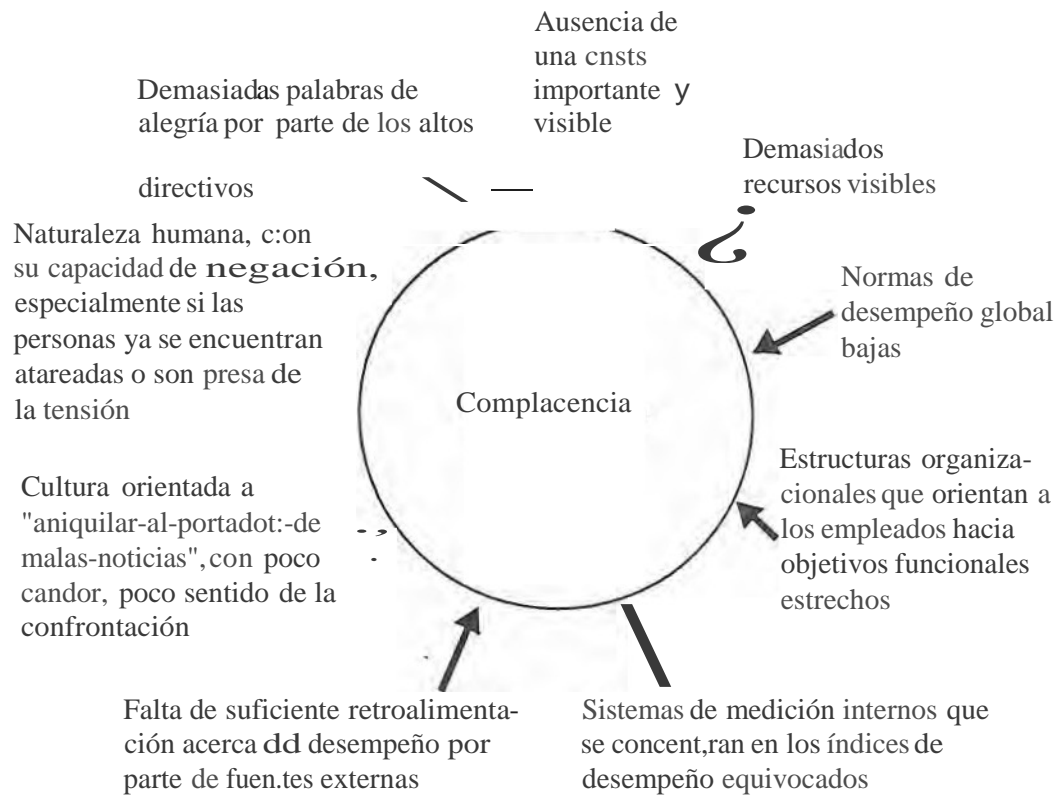 Ausencia de
una cnsts
importante y
visible
Demasiadas palabras de
alegría por parte de los altos
directivos
Demasiados
recursos visibles
¿
Naturaleza humana, c:on
su capacidad de negación,
especialmente si las
personas ya se encuentran
atareadas o son presa de
la tensión
Normas de
desempeño global
bajas
Complacencia
Estructuras organiza-
cionales que orientan a
los empleados hacia
objetivos funcionales
estrechos
Cultura orientada a
"aniquilar-al-portadot:-de
malas-noticias", con poco
candor, poco sentido de la
confrontación
Falta de suficiente retroalimenta-
ción acerca dd desempeño por
parte de fuen.tes externas
Sistemas de medición internos que
se concent,ran en los índices de
desempeño equivocados